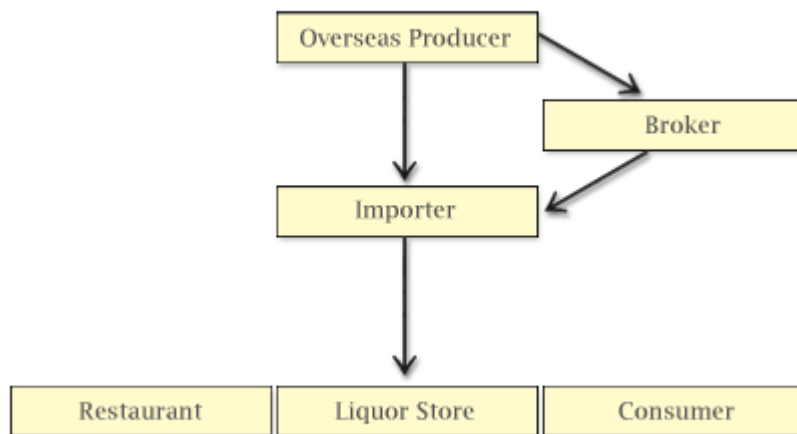 Overseas Producer
Broker
Importer
Restaurant
Liquor Store
Consumer